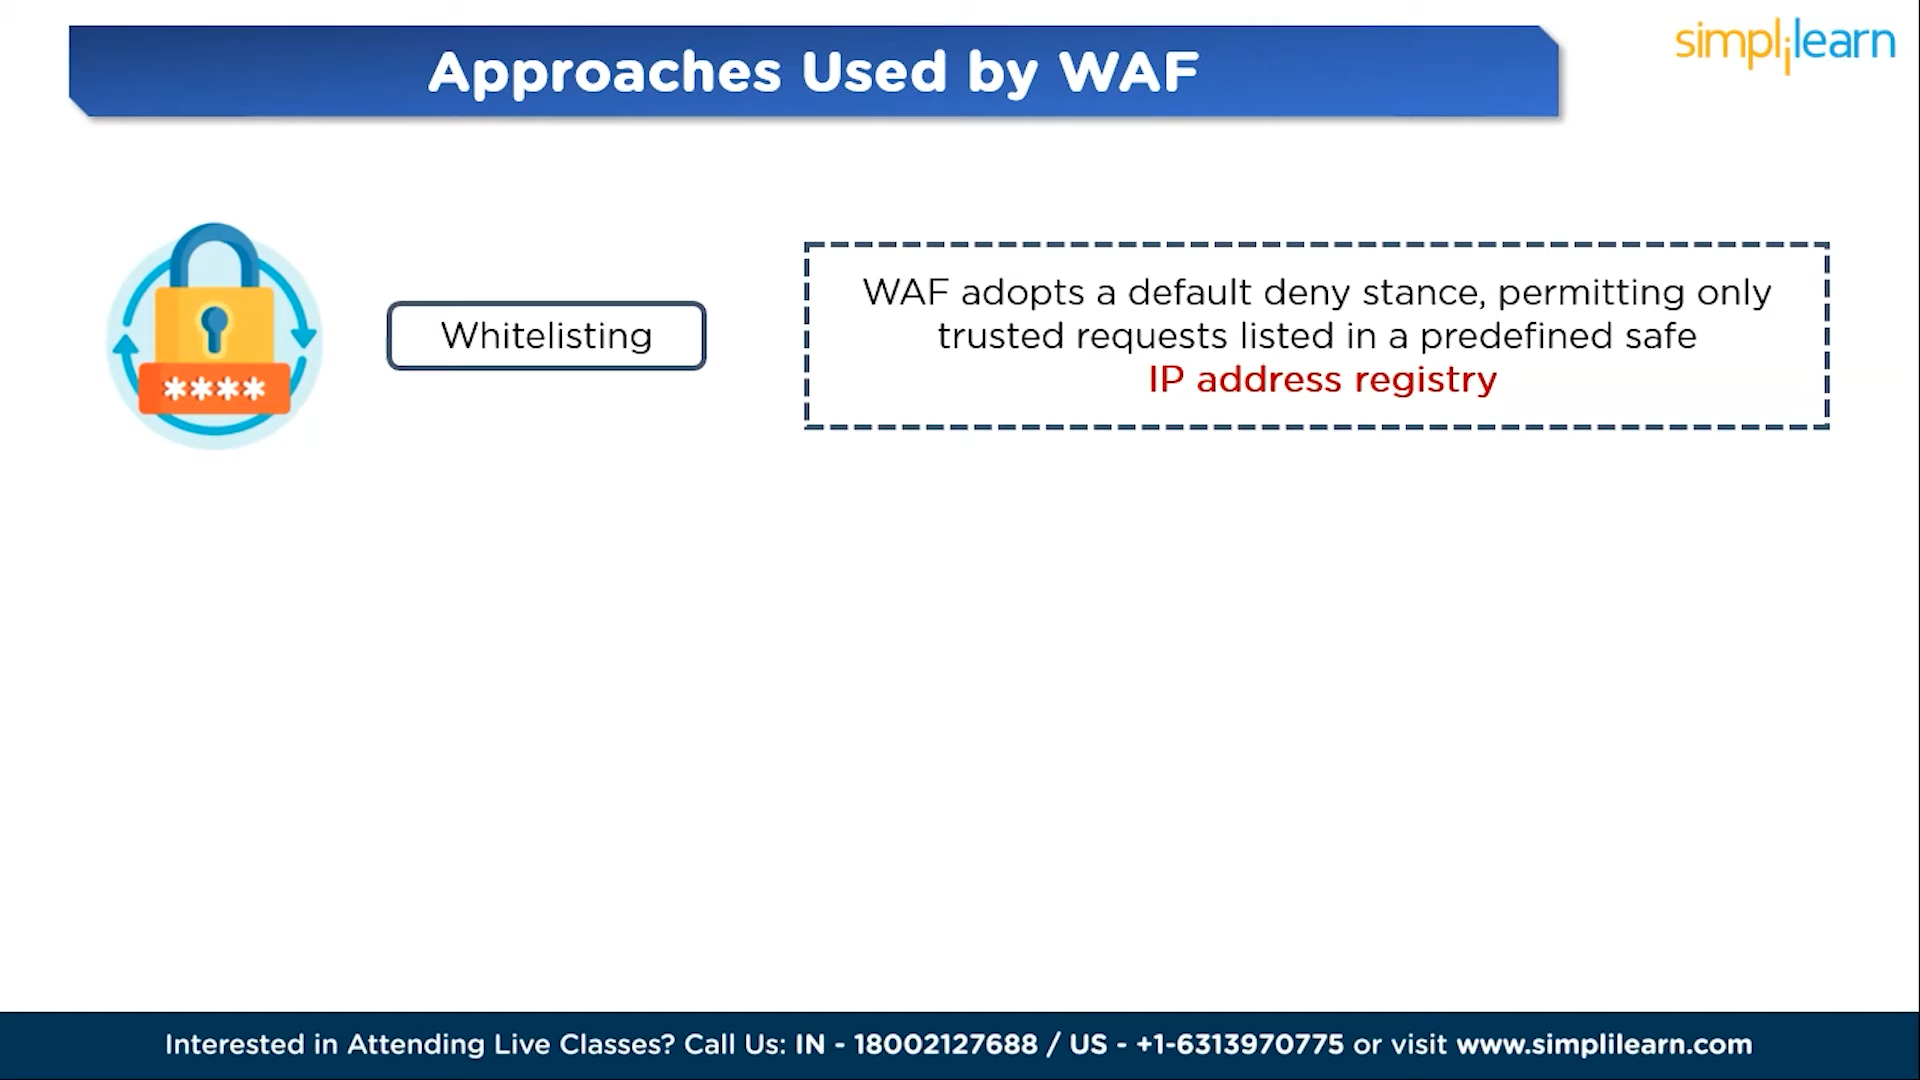 Approaches Used by WAF
simplilearn
Whitelisting
WAF adopts a default deny stance, permitting only
trusted requests listed in a predefined safe
IP address registry
****
Interested in Attending Live Classes? Call Us: IN - 18002127688 / US - +1-6313970775 or visit www.simplilearn.com